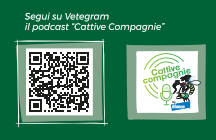 Segui su Vetegram
il podcast “Cattive Compagnie”
Cattive
compagnie